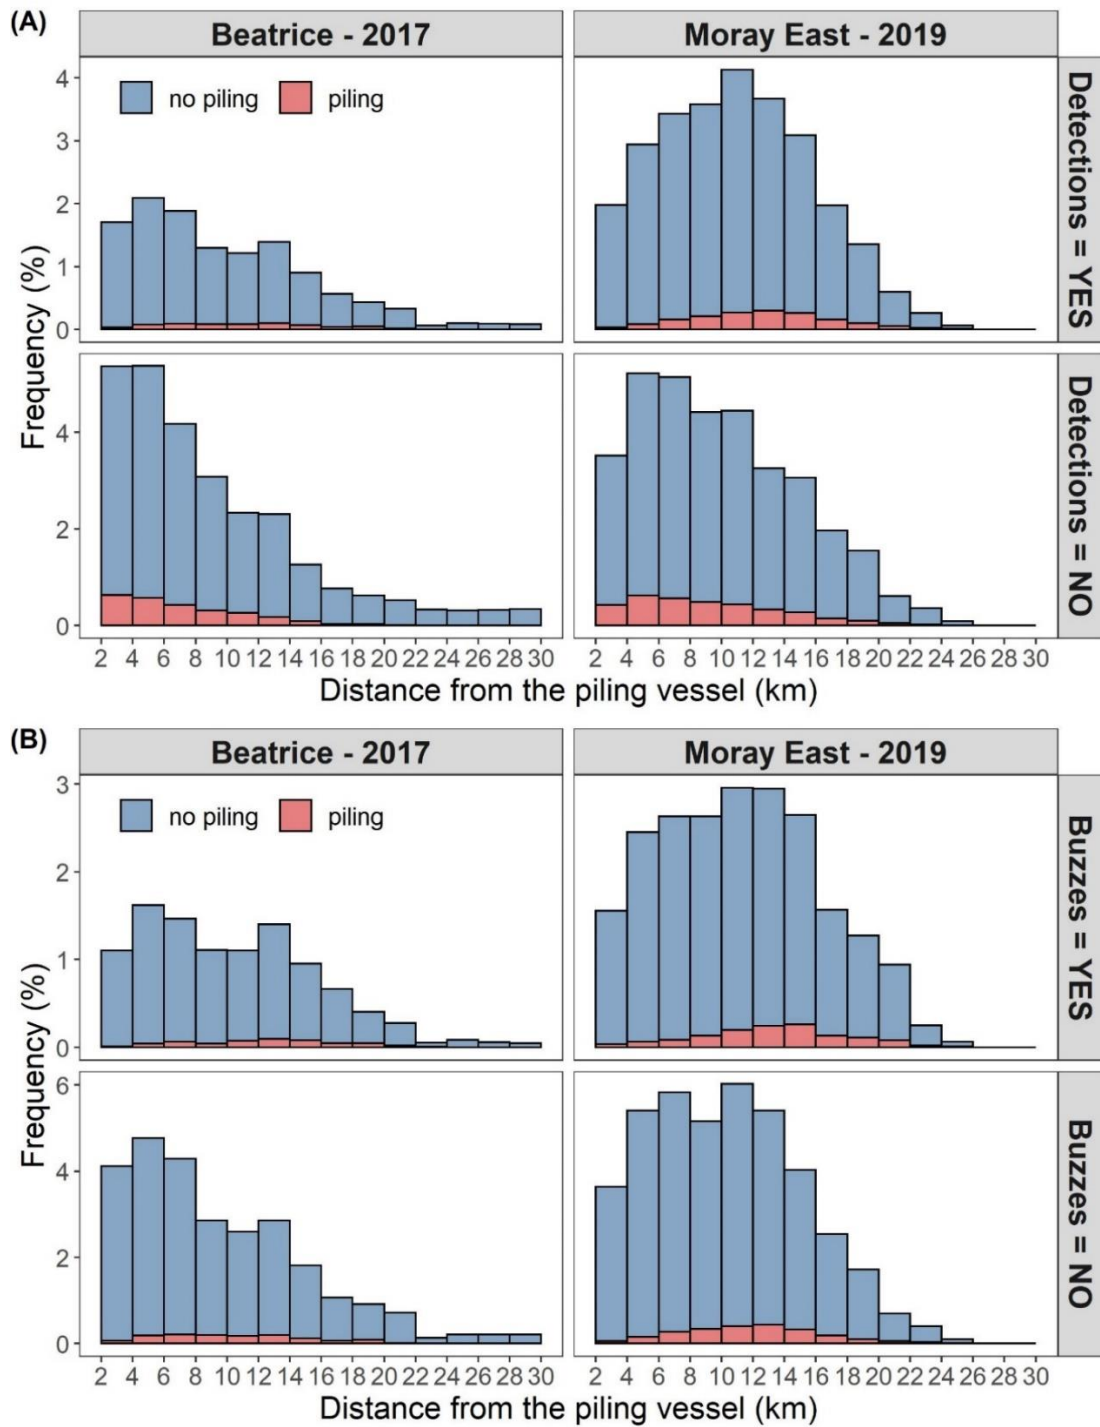 (A)
Beatrice - 2017
Moray East - 2019
no piling
piling
Detections = YES
4
3
2
1
0
Frequency (%)
Detections = NO
4
2
0
2 4 6 8 10 12 14 16 18 20 22 24 26 30
2 4 6 8 10 12 14 16 18 20 22 24 26 30
Distance from the piling vessel (km)
(B)
Beatrice - 2017
Moray East - 2019
no piling
piling
Buzzes = YES
3
2
1
0
Frequency (%)
Buzzes = NO
6
4
2
0
2 4 6 8 10 12 14 16 18 20 22 24 26 30
2 4 6 8 10 12 14 16 18 20 22 24 26 30
Distance from the piling vessel (km)